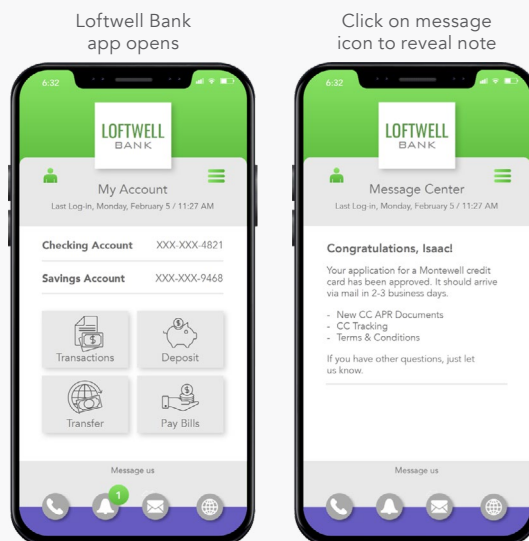 Loftwell Bank
app opens
6:32
LOFTWELL
BANK
My Account
Last Log-In, Monday, February 5 / 11:27 AM
Checking Account XXX-XXX-4821
Savings Account XXX-XXX-9468
Transactions Deposit
Transfer Pay Bills
Message us
1
Click on message
icon to reveal note
6:32
LOFTWELL
BANK
Message Center
Last Log-in, Monday, February 5 / 11:27 AM
Congratulations, Isaac!
Your application for a Montewell credit
card has been approved. It should arrive
via mail in 2-3 business days.
- New CC APR Documents
- CC Tracking
- Terms & Conditions
If you have other questions, just let
us know.
Message us